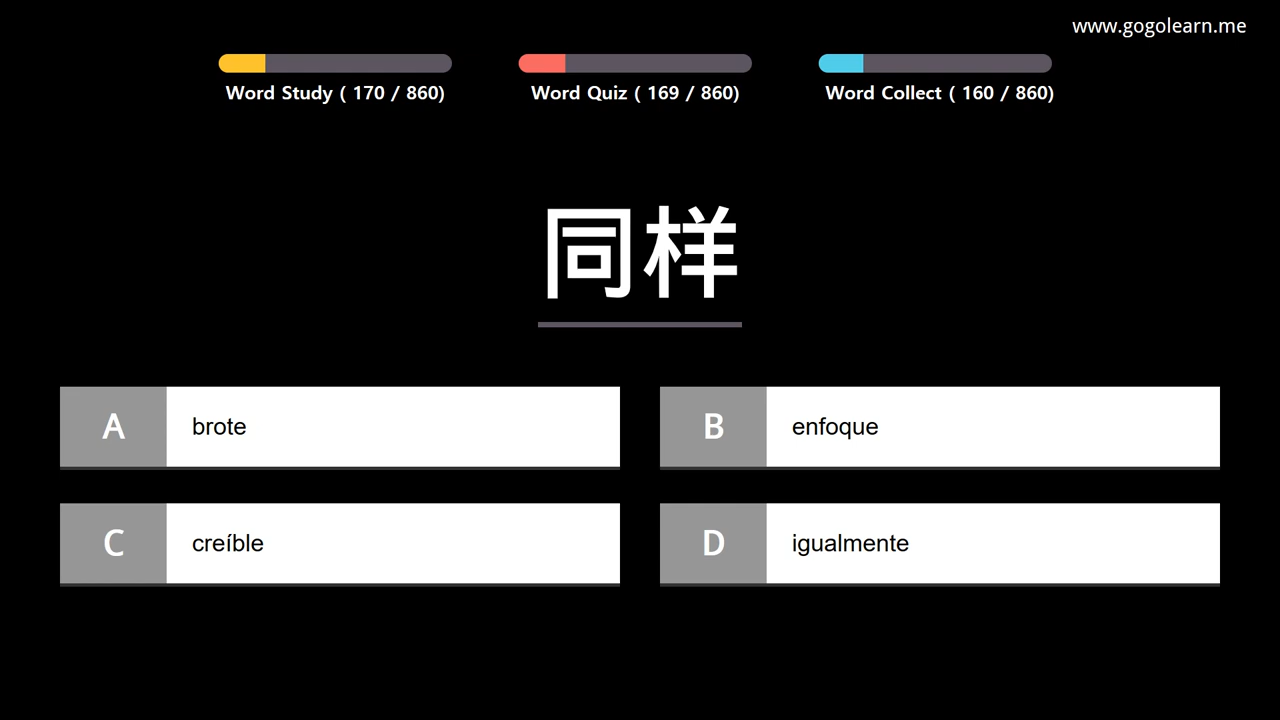 www.gogolearn.me
Word Study ( 170 / 860)
Word Quiz ( 169 / 860)
Word Collect ( 160 / 860)
同样
A brote
B enfoque
C creíble
D igualmente